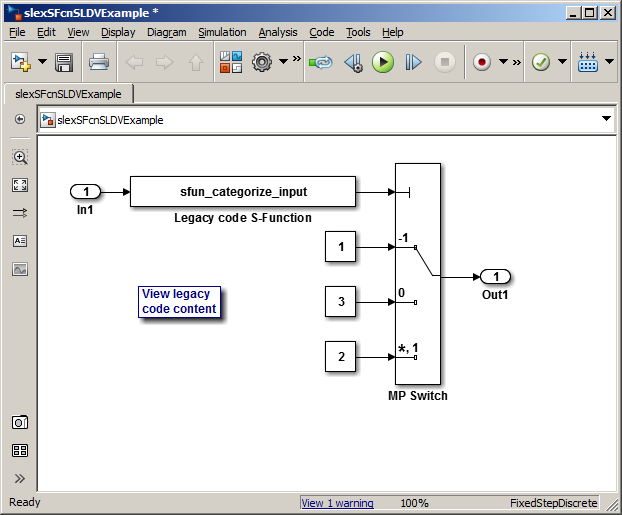 slexSFcnSLDVExample *
File Edit View Display Diagram Simulation Analysis Code Tools Help
slexSFcnSLDVExample
slexSFcnSLDVExample
1
In1
sfun_categorize_input
Legacy code S-Function
1
-1
View legacy
code content
3
0
1
Out1
2
*, 1
MP Switch
Ready
View 1 warning
100%
FixedStepDiscrete